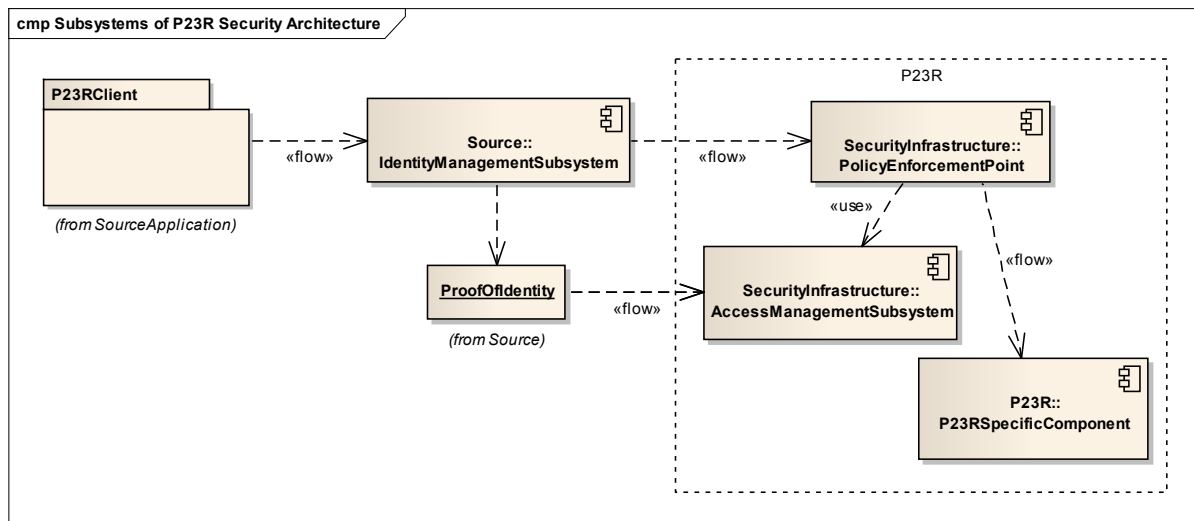 cmp Subsystems of P23R Security Architecture
P23R
P23RClient
(from SourceApplication)
«flow»
Source::
IdentityManagementSubsystem
«flow»
SecurityInfrastructure::
PolicyEnforcementPoint
«use»
«flow»
ProofOfIdentity
(from Source)
«flow»
SecurityInfrastructure::
AccessManagementSubsystem
P23R::
P23RSpecificComponent